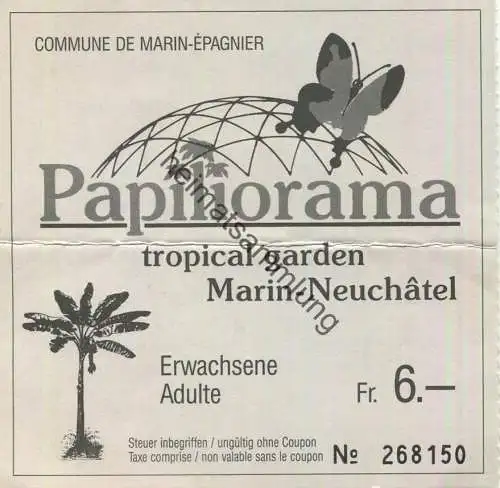 COMMUNE DE MARIN-ÉPAGNIER
Papiliorama
tropical garden
Marin-Neuchâtel
Erwachsene
Adulte
Fr. 6.—
Steuer inbegriffen / ungültig ohne Coupon
Taxe comprise / non valable sans le coupon
No 268150
heimatsammlung